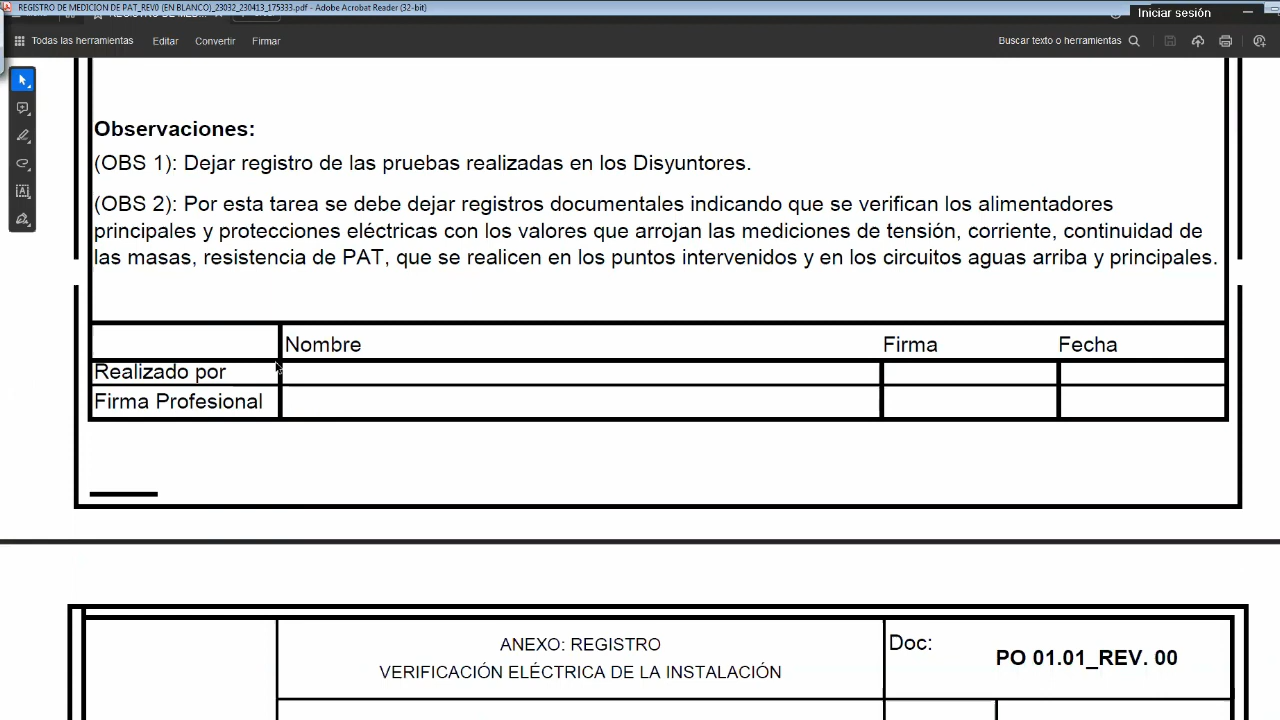 REGISTRO DE MEDICION DE PAT_REV0 (EN BLANCO)_23032_230413_175333.pdf - Adobe Acrobat Reader (32-bit)
Iniciar sesión
Todas las herramientas Editar Convertir Firmar Buscar texto o herramientas
Observaciones:
(OBS 1): Dejar registro de las pruebas realizadas en los Disyuntores.
(OBS 2): Por esta tarea se debe dejar registros documentales indicando que se verifican los alimentadores
principales y protecciones eléctricas con los valores que arrojan las mediciones de tensión, corriente, continuidad de
las masas, resistencia de PAT, que se realicen en los puntos intervenidos y en los circuitos aguas arriba y principales.
Nombre Firma Fecha
Realizado por
Firma Profesional
ANEXO: REGISTRO
VERIFICACIÓN ELÉCTRICA DE LA INSTALACIÓN
Doc:
PO 01.01_REV. 00